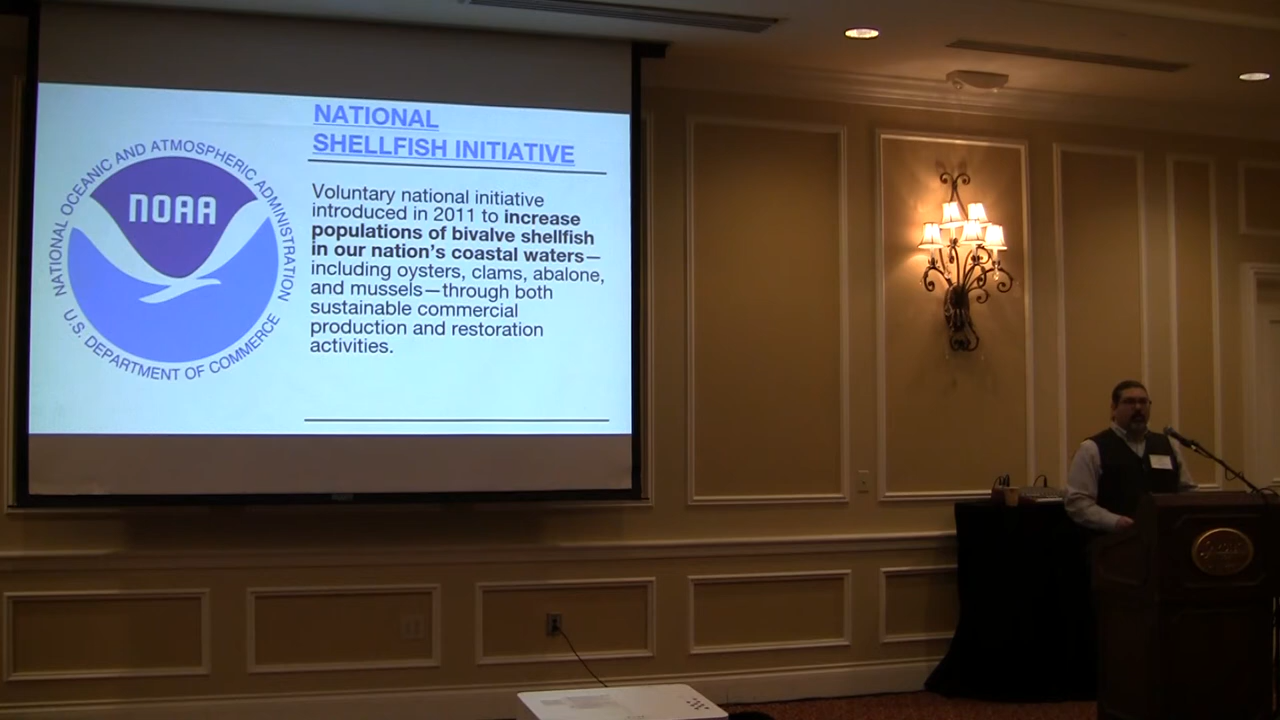 NATIONAL
SHELLFISH INITIATIVE
NATIONAL OCEANIC AND ATMOSPHERIC ADMINISTRATION
NOAA
U.S. DEPARTMENT OF COMMERCE
Voluntary national initiative
introduced in 2011 to increase
populations of bivalve shellfish
in our nation's coastal waters—
including oysters, clams, abalone,
and mussels—through both
sustainable commercial
production and restoration
activities.